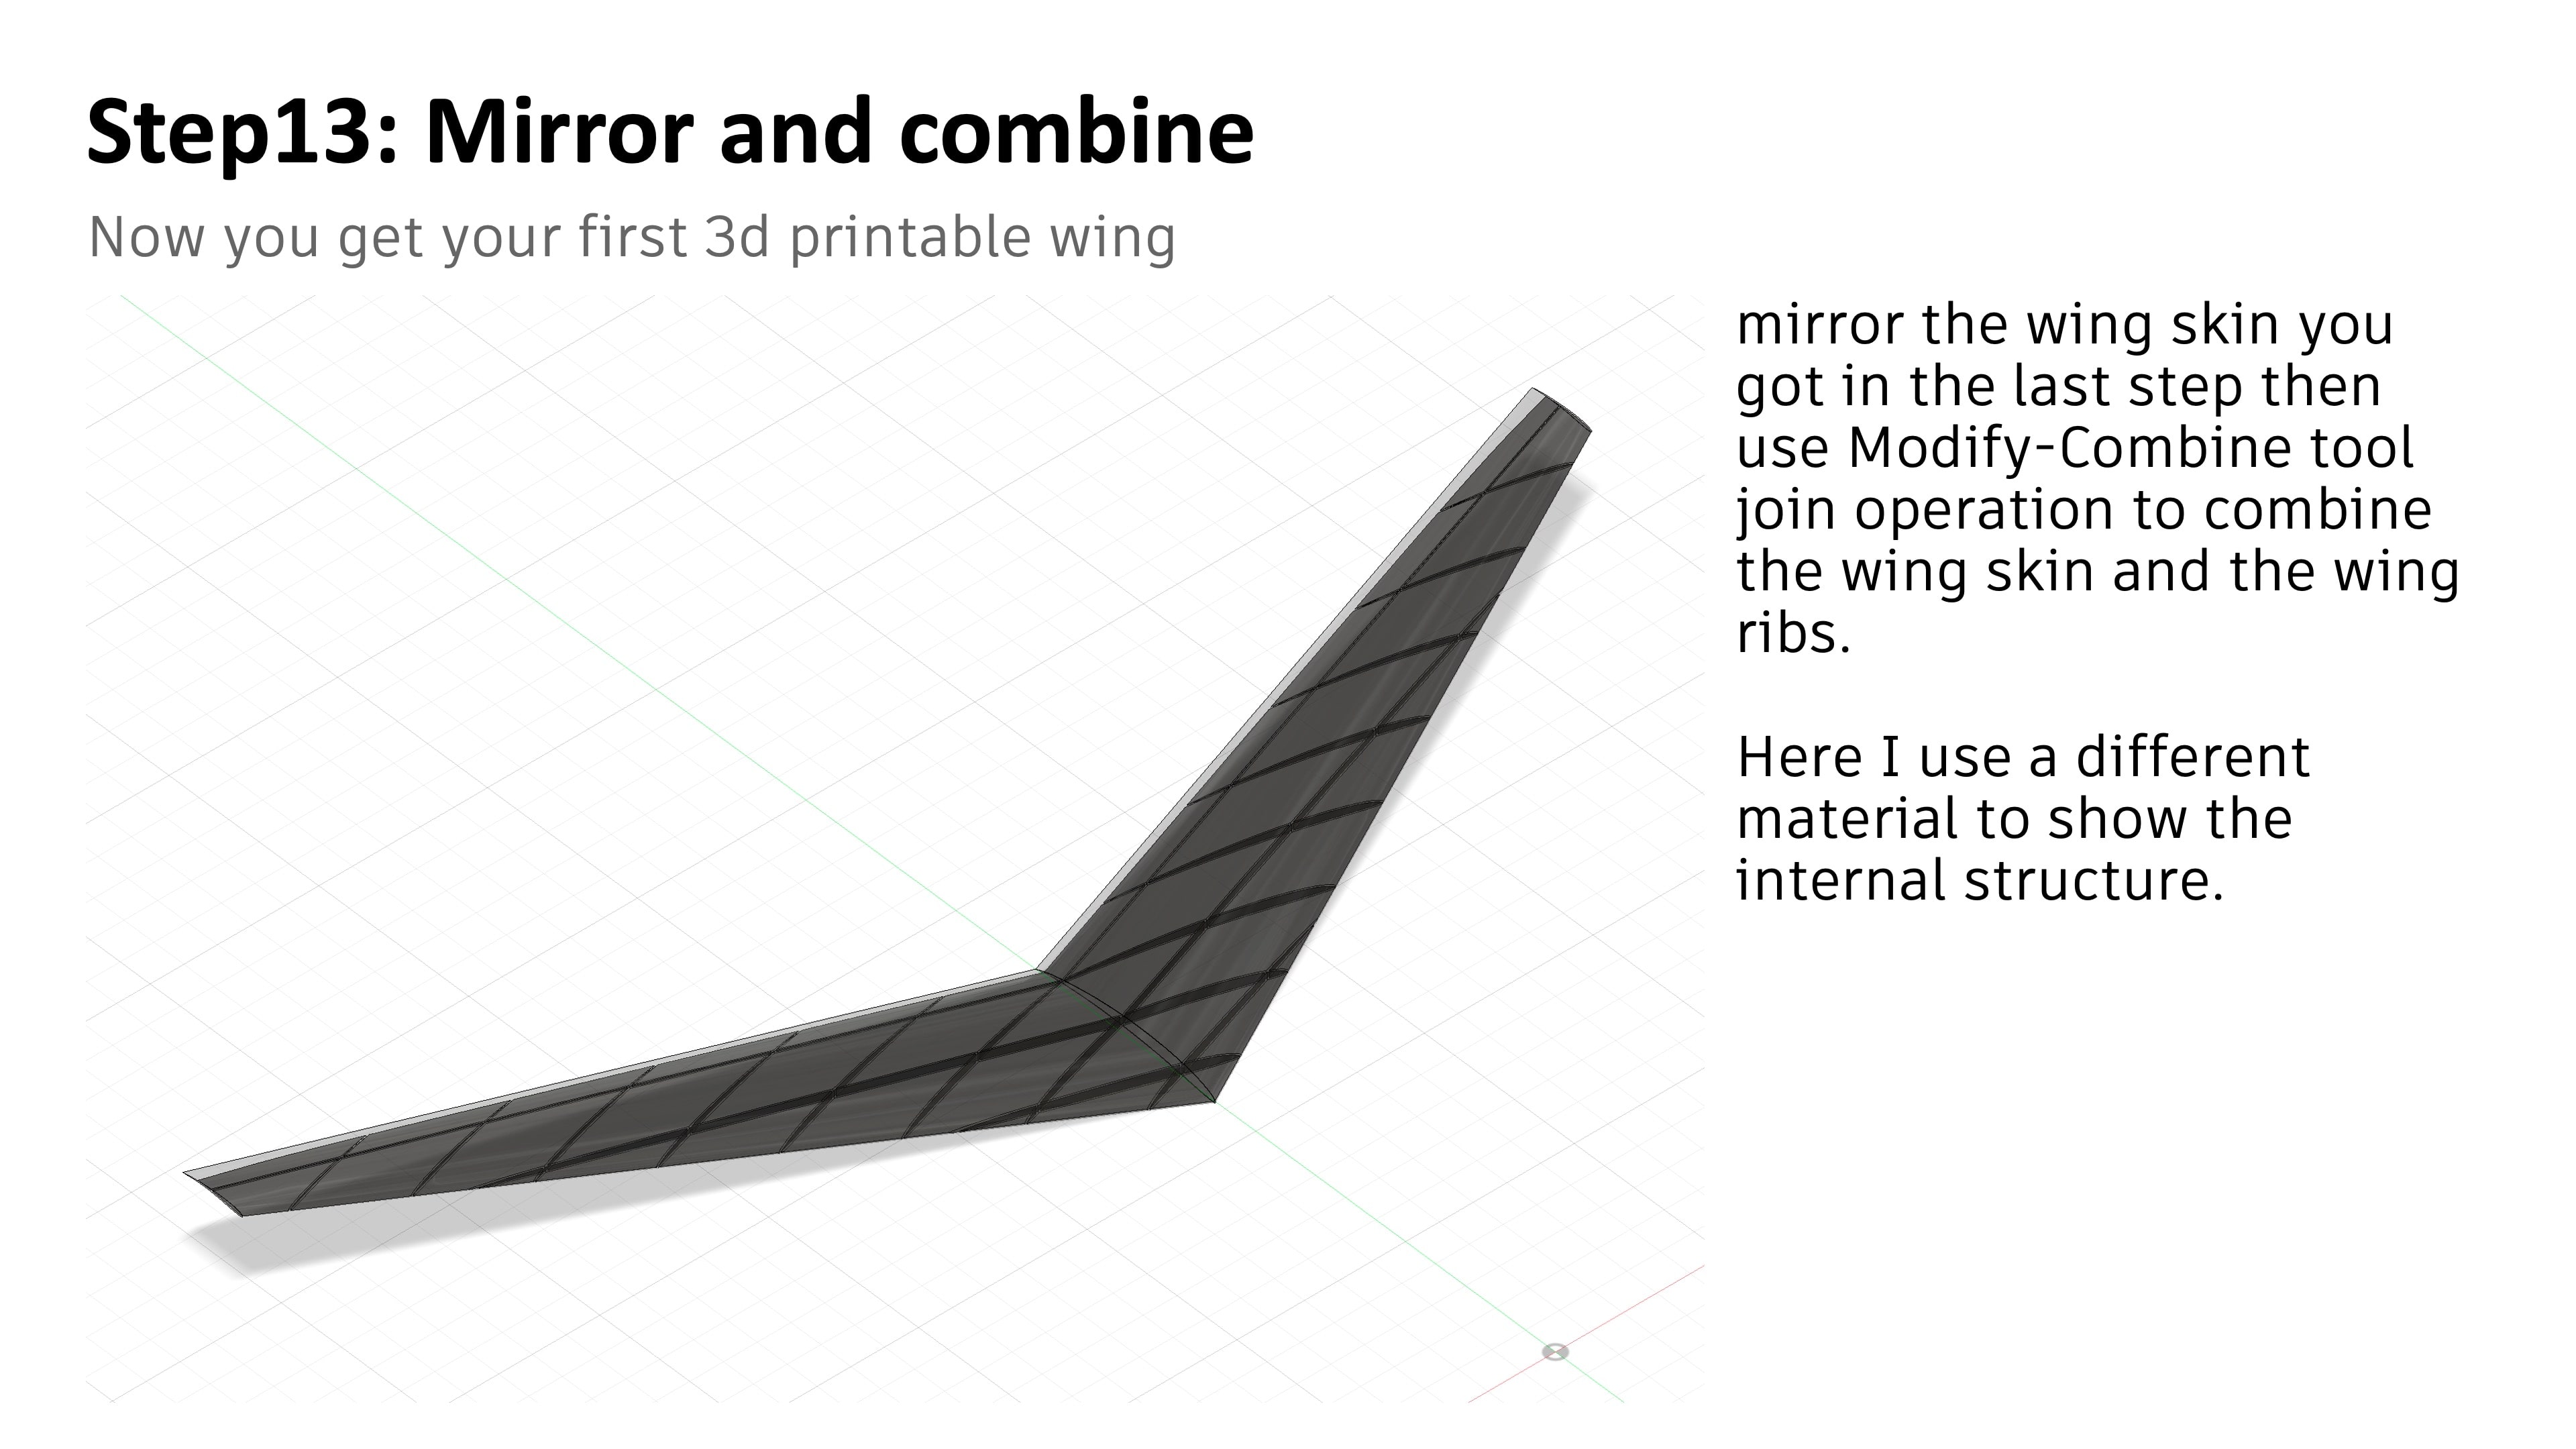 Step13: Mirror and combine
Now you get your first 3d printable wing
mirror the wing skin you
got in the last step then
use Modify-Combine tool
join operation to combine
the wing skin and the wing
ribs.
Here I use a different
material to show the
internal structure.